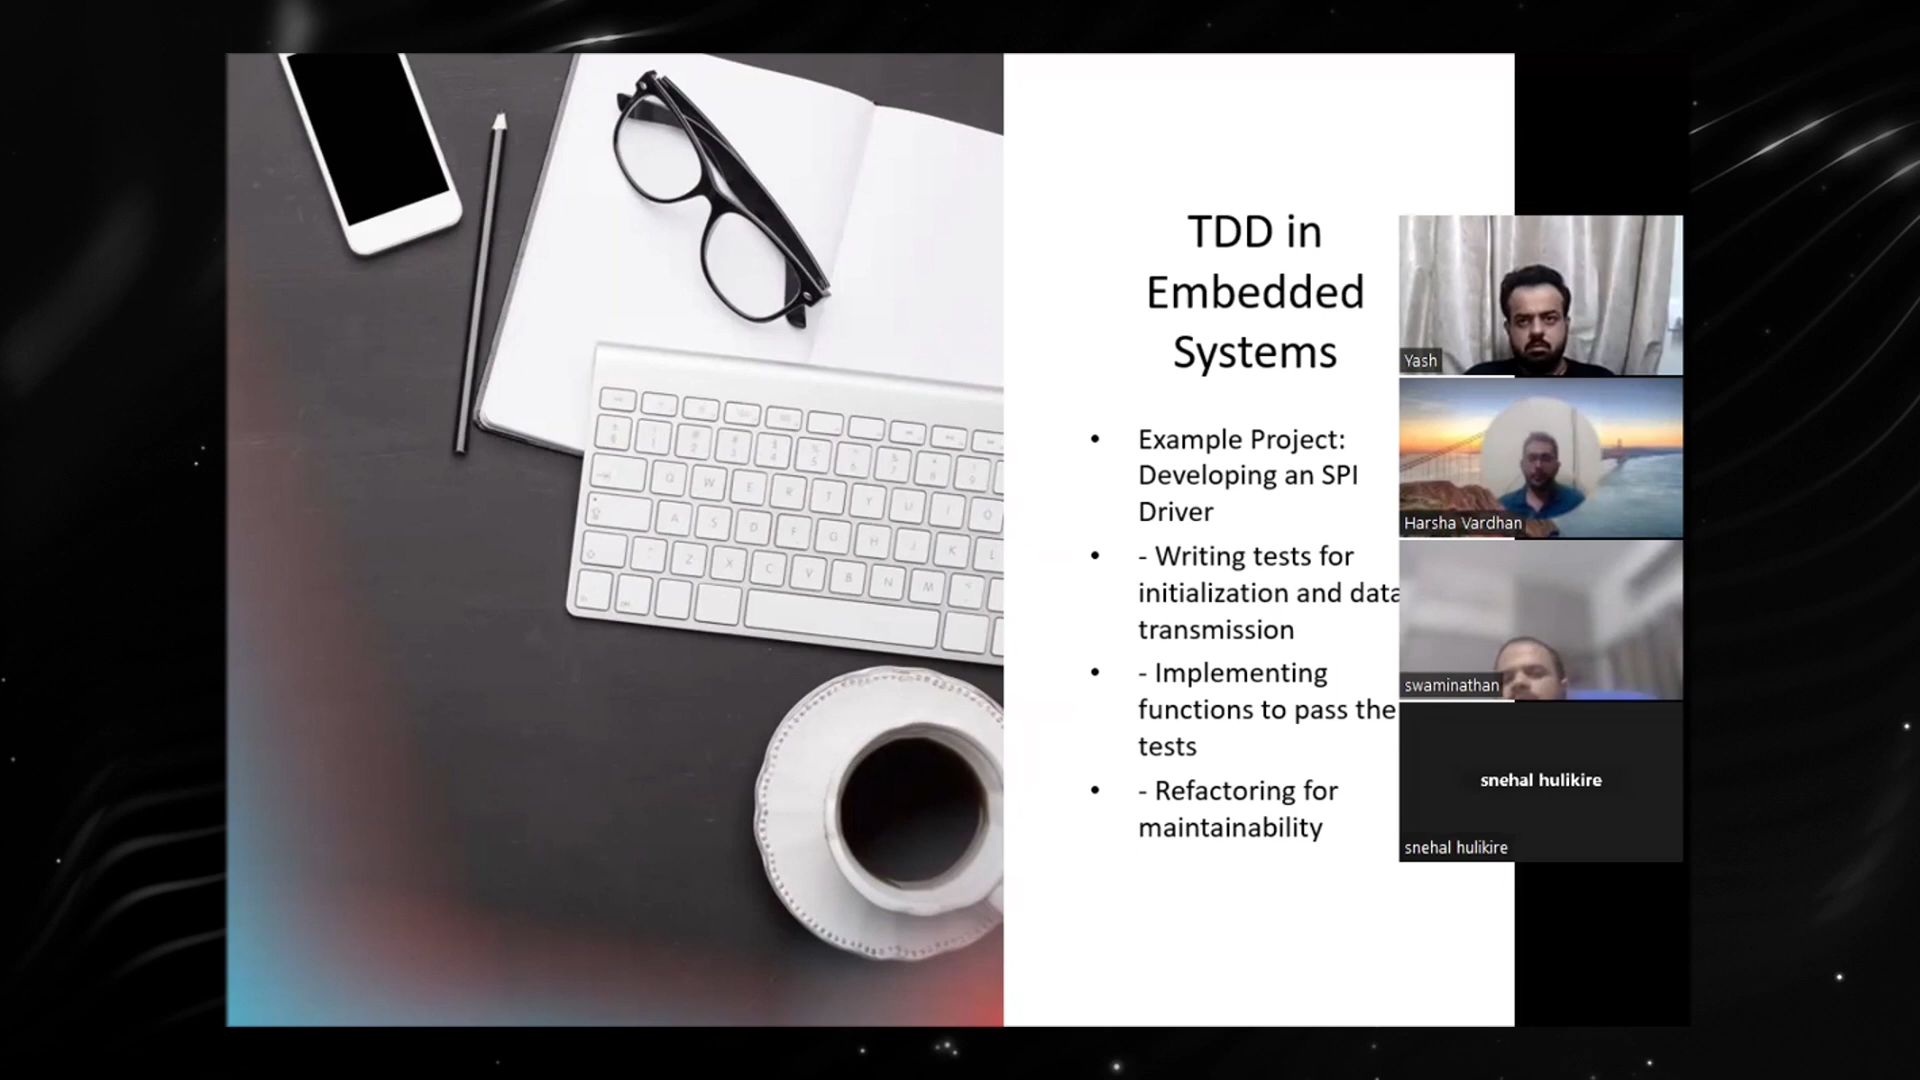 TDD in
Embedded
Systems
• Example Project:
Developing an SPI
Driver
• - Writing tests for
initialization and data
transmission
• - Implementing
functions to pass the
tests
• - Refactoring for
maintainability
Yash
Harsha Vardhan
swaminathan
snehal hulikire
snehal hulikire
Q W E R T Y U I O
A S D F G H J K L
Z X C V B N M